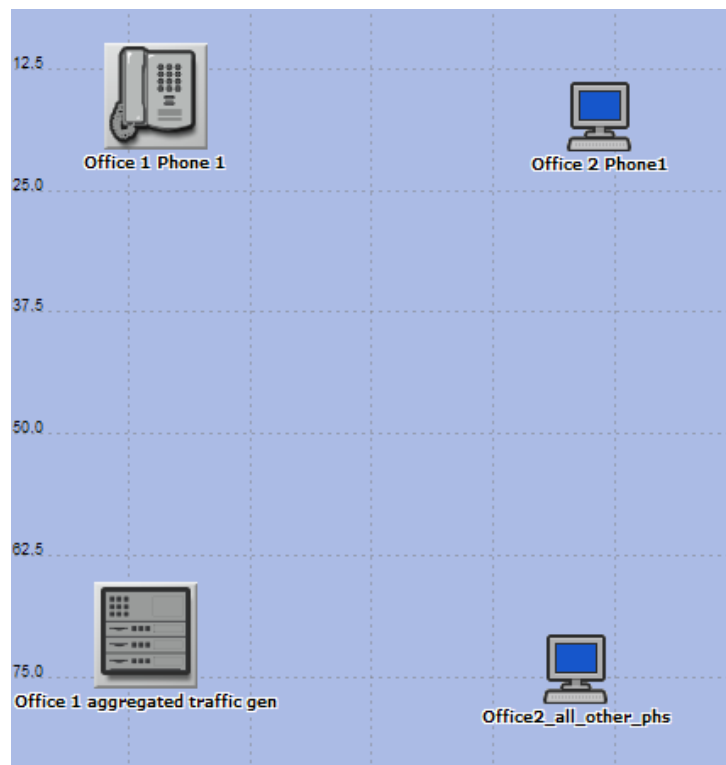 12.5
Office 1 Phone 1
Office 2 Phone1
25.0
37.5
50.0
62.5
75.0
Office 1 aggregated traffic gen
Office2_all_other_phs